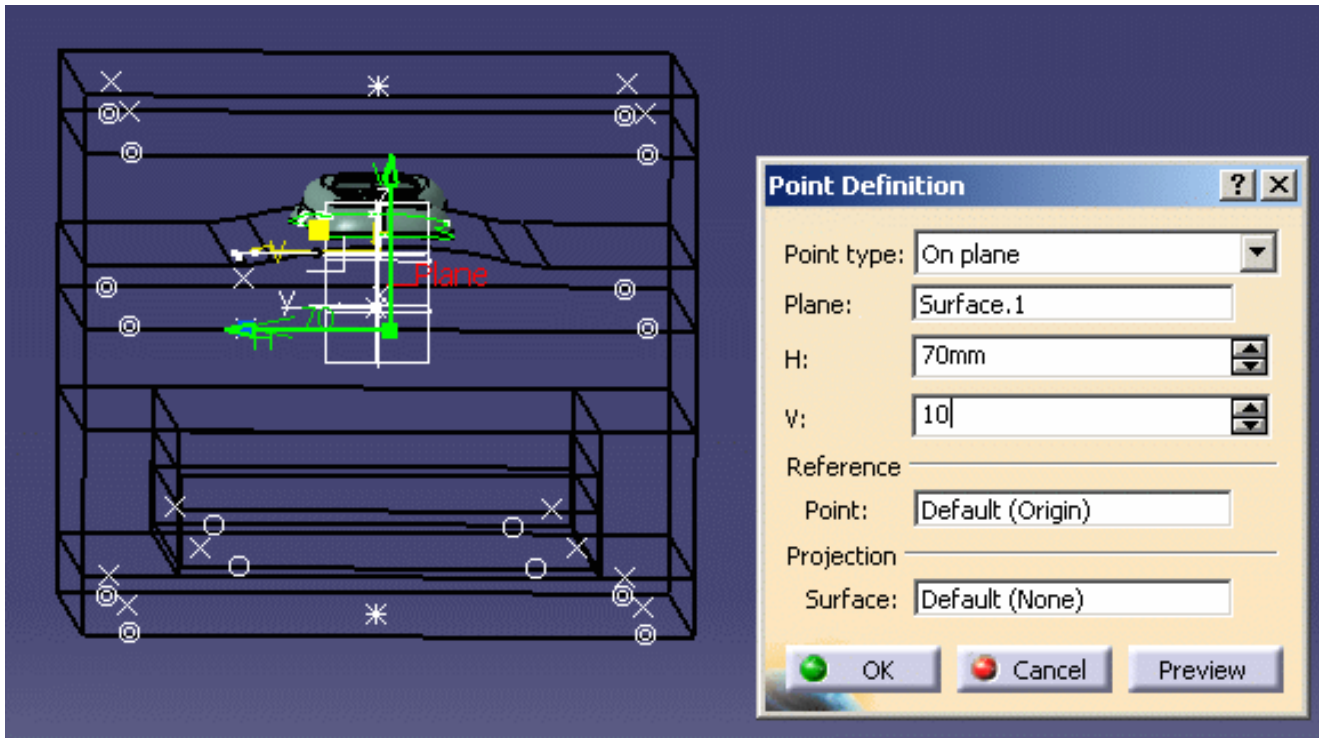 Point Definition
Point type: On plane
Plane: Surface.1
H: 70mm
V: 10
Reference
Point: Default (Origin)
Projection
Surface: Default (None)
OK Cancel Preview
Plane
V
V
70
H